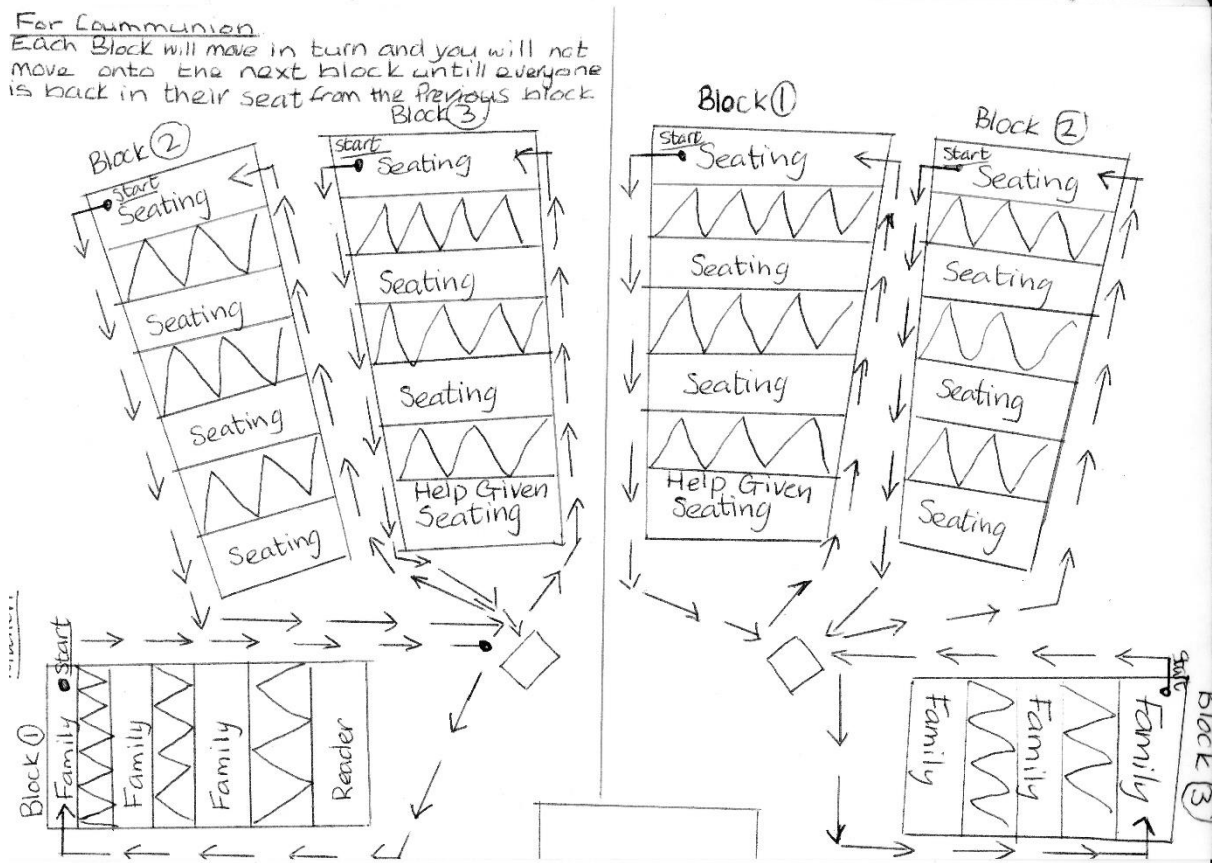 For Coummunion
Each Block will move in turn and you will not
move onto the next block untill everyone
is back in their seat from the Previous block
Block ②
Start
Seating
Seating
Seating
Seating
Block ③
start
Seating
Seating
Seating
Help Given
Seating
Block ①
start
Seating
Seating
Seating
Help Given
Seating
Block ②
start
Seating
Seating
Seating
Seating
Block ①
Start
Family
Family
Family
Reader
Block ③
Start
Family
Family
Family